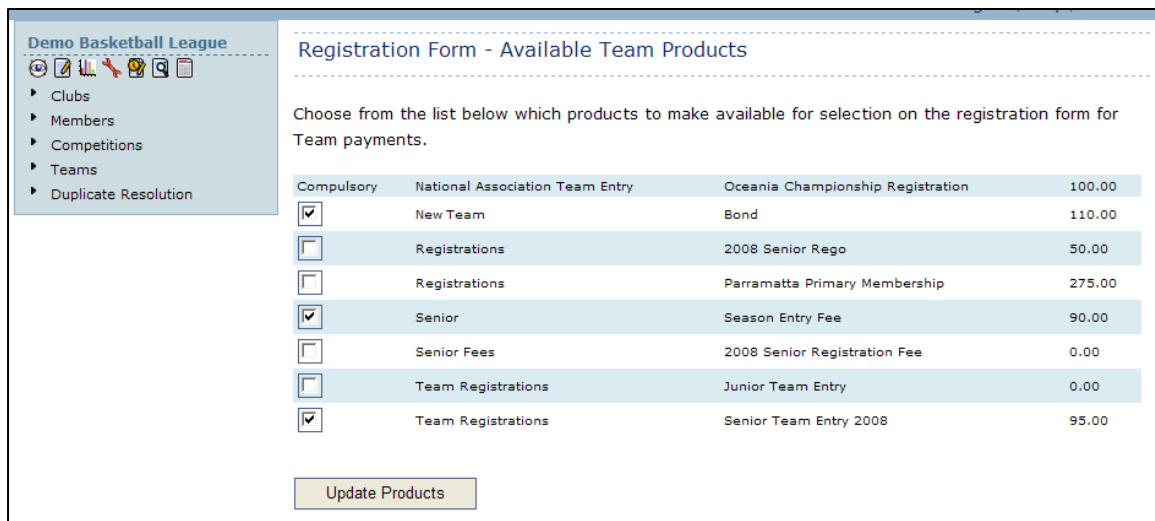 Demo Basketball League
Clubs
Members
Competitions
Teams
Duplicate Resolution
Registration Form - Available Team Products
Choose from the list below which products to make available for selection on the registration form for
Team payments.
Compulsory National Association Team Entry Oceania Championship Registration 100.00
New Team Bond 110.00
Registrations 2008 Senior Rego 50.00
Registrations Parramatta Primary Membership 275.00
Senior Season Entry Fee 90.00
Senior Fees 2008 Senior Registration Fee 0.00
Team Registrations Junior Team Entry 0.00
Team Registrations Senior Team Entry 2008 95.00
Update Products